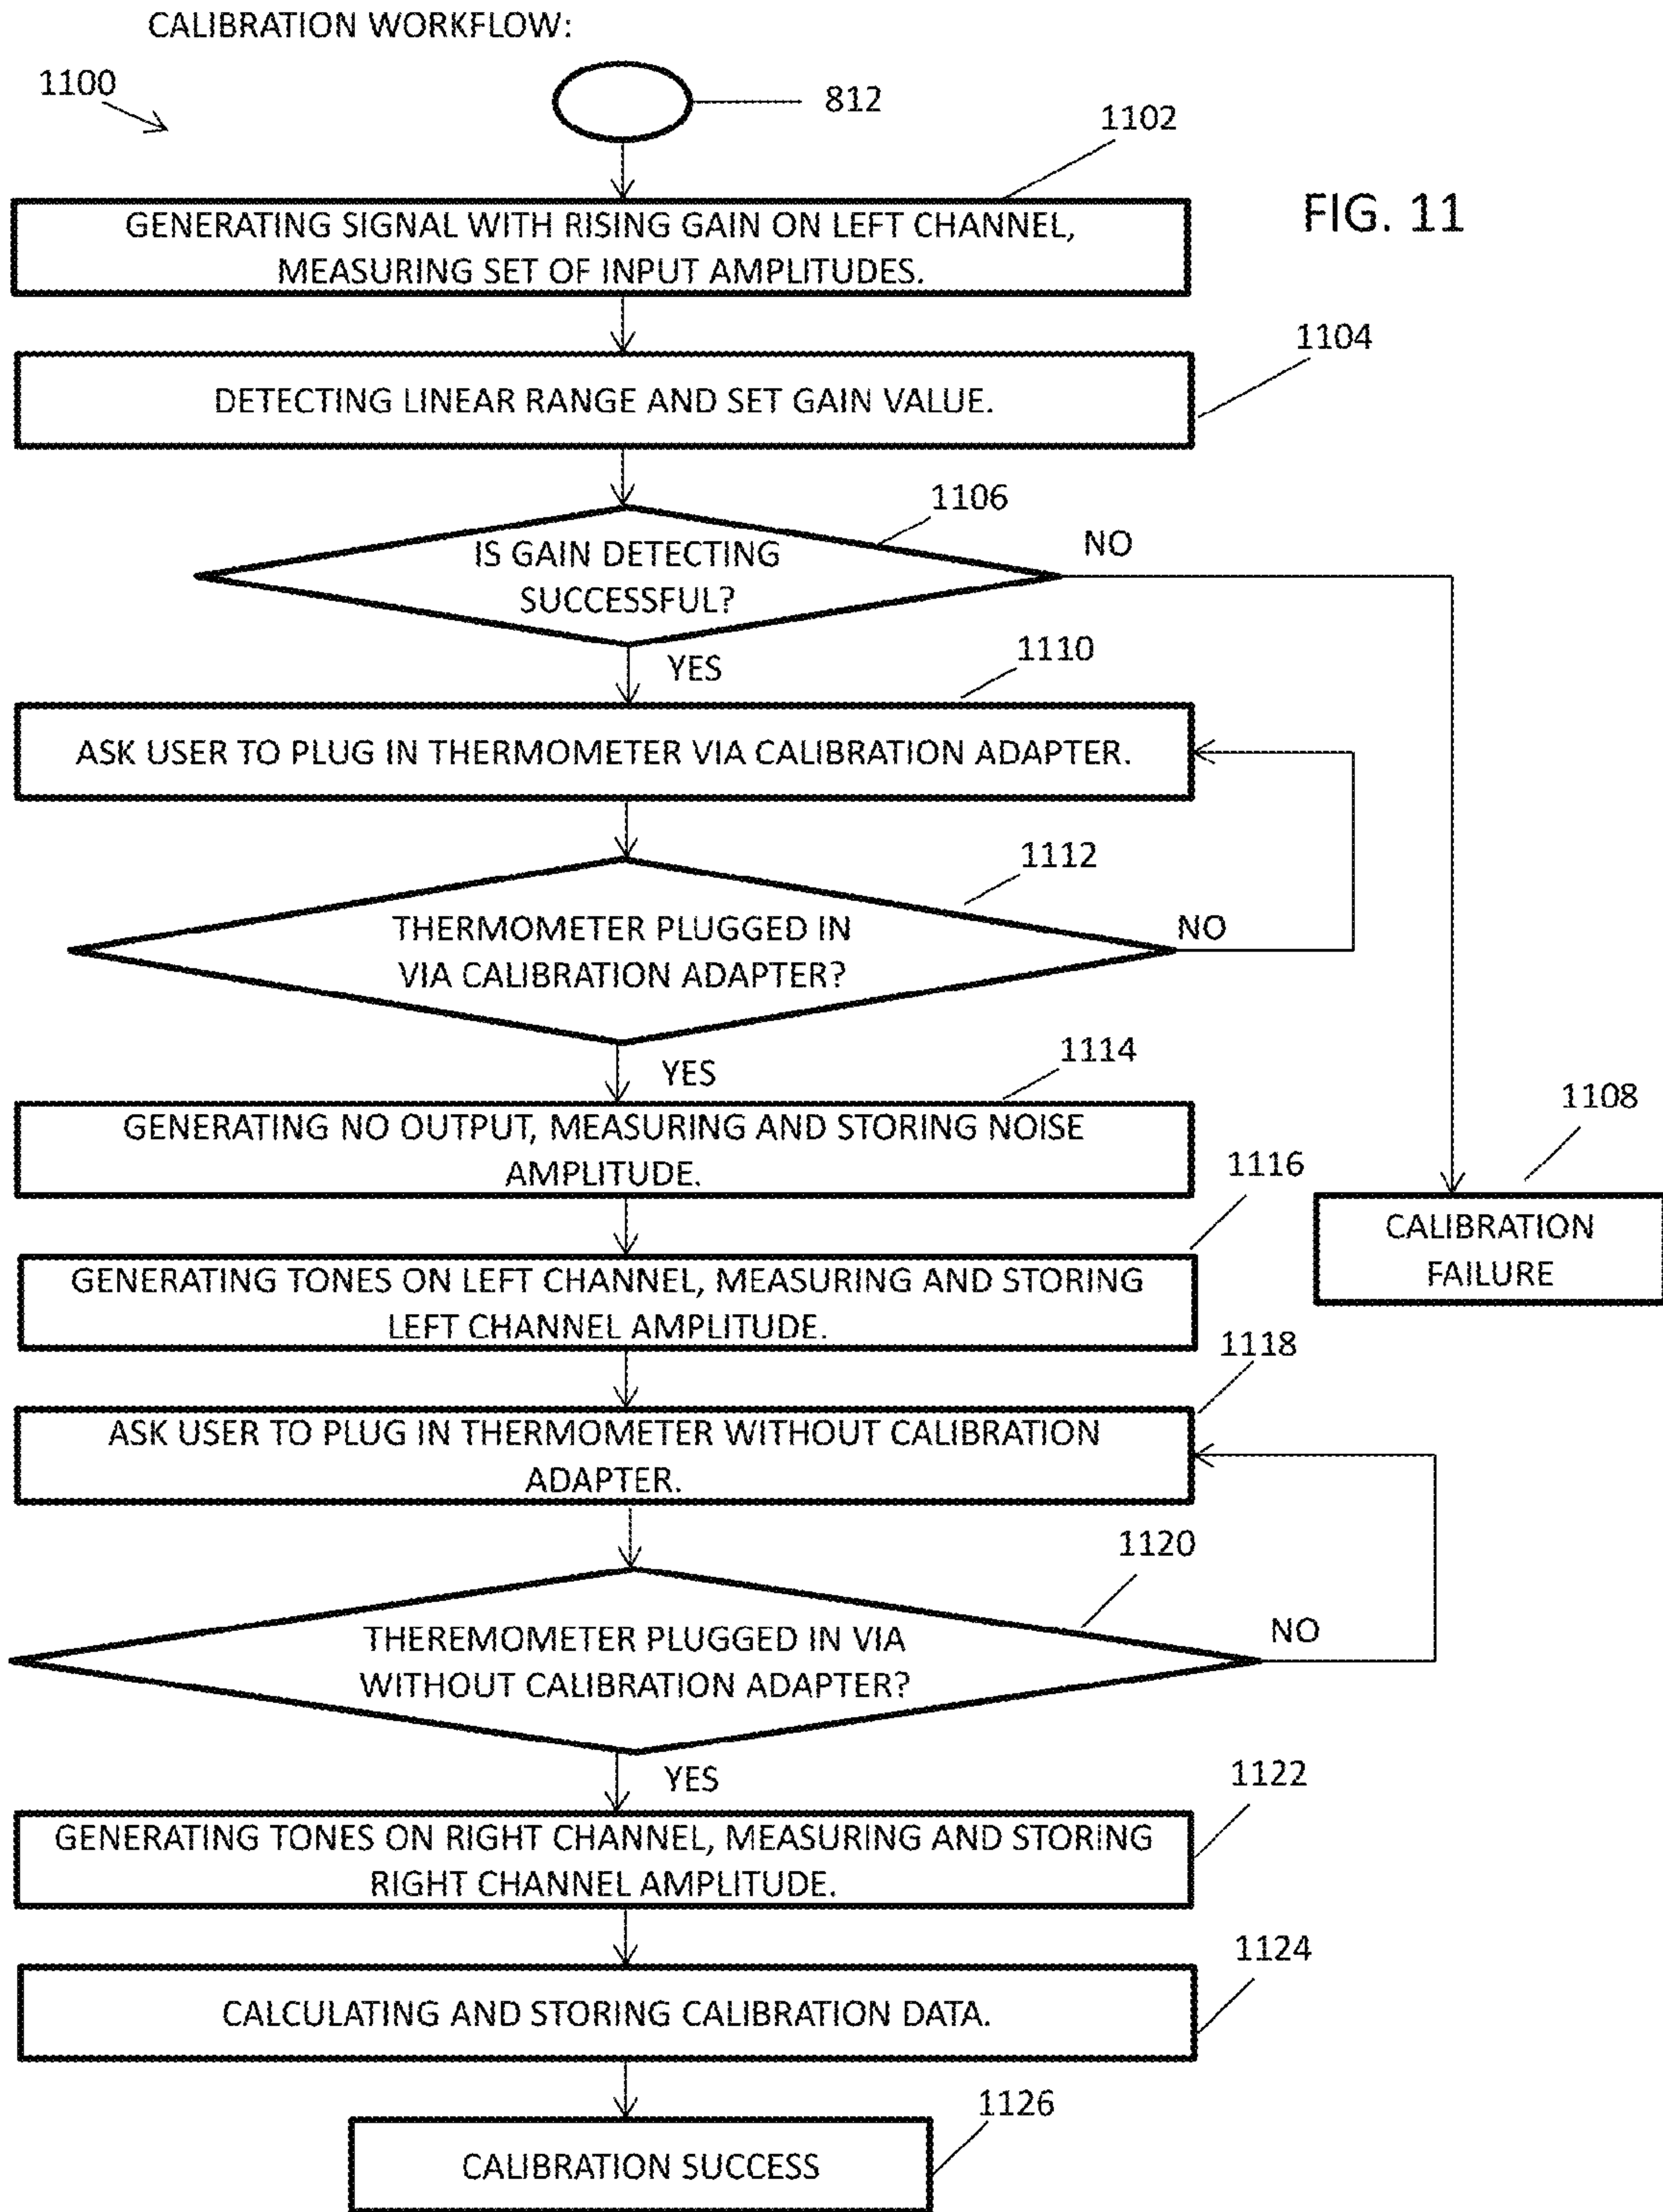 CALIBRATION WORKFLOW:
1100
812
1102
FIG. 11
GENERATING SIGNAL WITH RISING GAIN ON LEFT CHANNEL,
MEASURING SET OF INPUT AMPLITUDES.
1104
DETECTING LINEAR RANGE AND SET GAIN VALUE.
1106
IS GAIN DETECTING
SUCCESSFUL?
NO
YES
1110
ASK USER TO PLUG IN THERMOMETER VIA CALIBRATION ADAPTER.
1112
THERMOMETER PLUGGED IN
VIA CALIBRATION ADAPTER?
NO
YES
1114
GENERATING NO OUTPUT, MEASURING AND STORING NOISE
AMPLITUDE.
1108
CALIBRATION
FAILURE
1116
GENERATING TONES ON LEFT CHANNEL, MEASURING AND STORING
LEFT CHANNEL AMPLITUDE.
1118
ASK USER TO PLUG IN THERMOMETER WITHOUT CALIBRATION
ADAPTER.
1120
THEREMOMETER PLUGGED IN VIA
WITHOUT CALIBRATION ADAPTER?
NO
YES
1122
GENERATING TONES ON RIGHT CHANNEL, MEASURING AND STORING
RIGHT CHANNEL AMPLITUDE.
1124
CALCULATING AND STORING CALIBRATION DATA.
1126
CALIBRATION SUCCESS